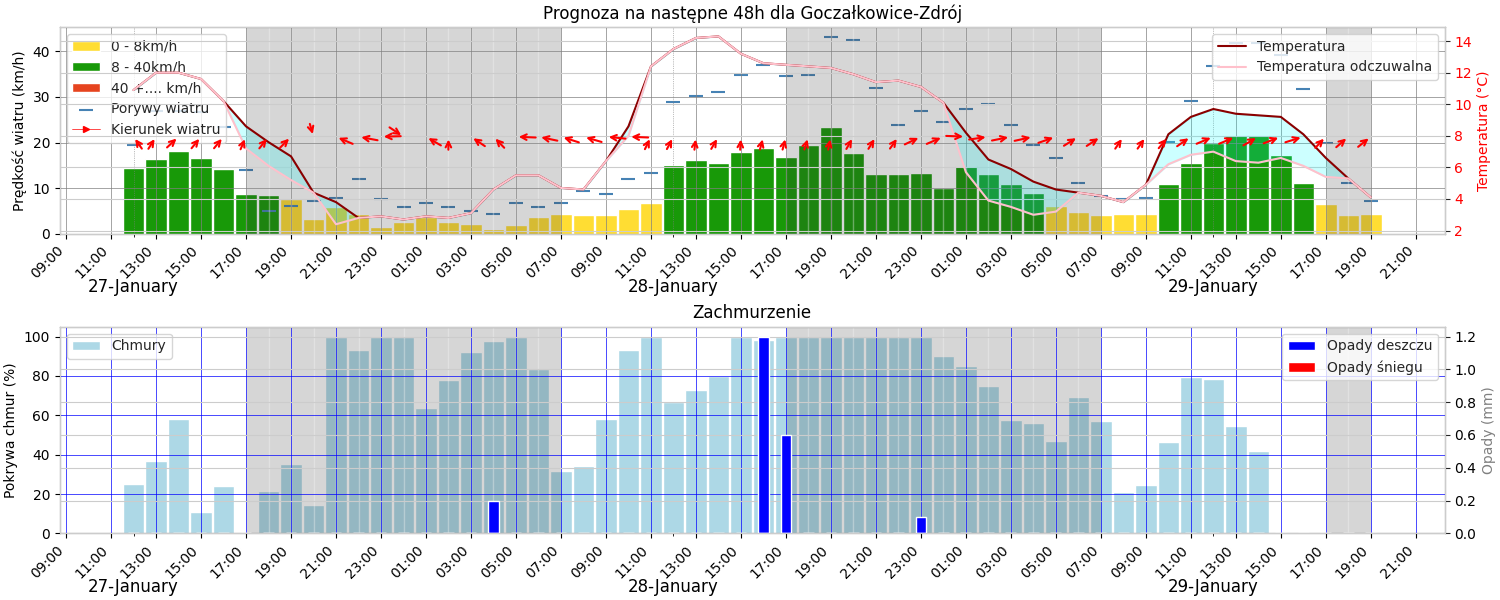 Prognoza na następne 48h dla Goczałkowice-Zdrój
Prędkość wiatru (km/h)
40
30
20
10
0
0 - 8km/h
8 - 40km/h
40 +.... km/h
Porywy wiatru
Kierunek wiatru
Temperatura
Temperatura odczuwalna
14
12
10
8
6
4
2
Temperatura (°C)
09:00 11:00 13:00 15:00 17:00 19:00 21:00 23:00 01:00 03:00 05:00 07:00 09:00 11:00 13:00 15:00 17:00 19:00 21:00 23:00 01:00 03:00 05:00 07:00 09:00 11:00 13:00 15:00 17:00 19:00 21:00
27-January 28-January 29-January
Zachmurzenie
Pokrywa chmur (%)
100
80
60
40
20
0
Chmury
Opady deszczu
Opady śniegu
1.2
1.0
0.8
0.6
0.4
0.2
0.0
Opady (mm)
09:00 11:00 13:00 15:00 17:00 19:00 21:00 23:00 01:00 03:00 05:00 07:00 09:00 11:00 13:00 15:00 17:00 19:00 21:00 23:00 01:00 03:00 05:00 07:00 09:00 11:00 13:00 15:00 17:00 19:00 21:00
27-January 28-January 29-January